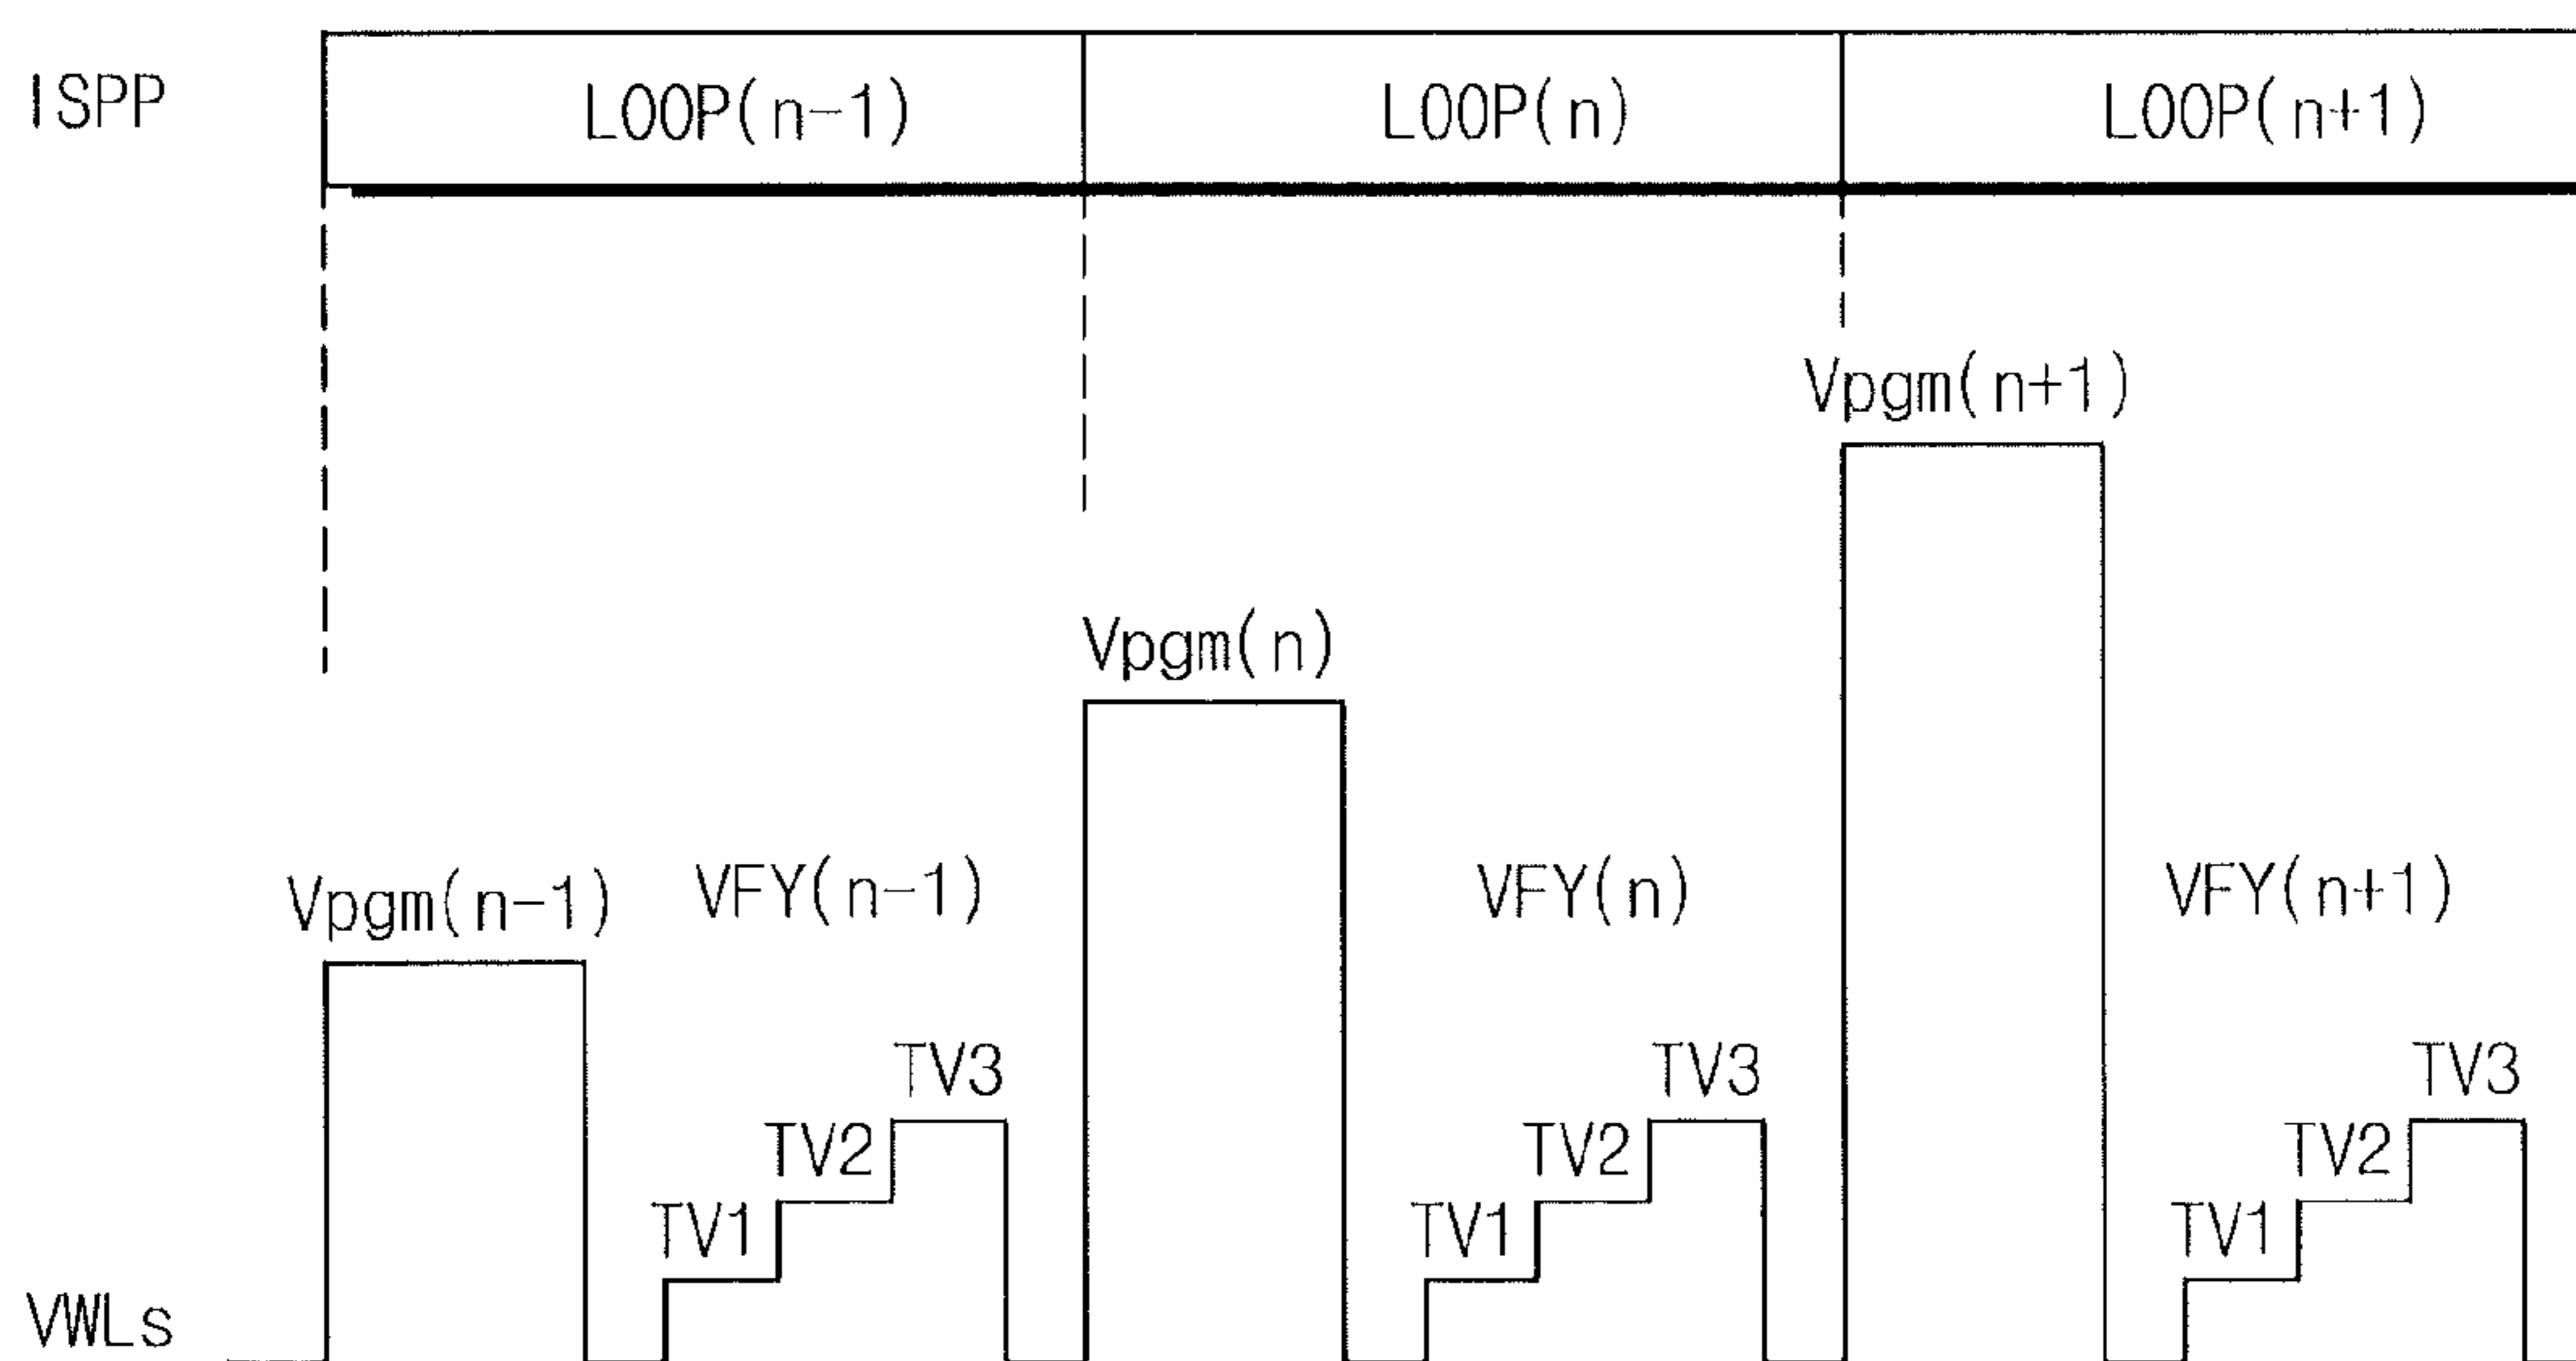 ISPP LOOP(n-1) LOOP(n) LOOP(n+1)
Vpgm(n+1)
Vpgm(n)
Vpgm(n-1) VFY(n-1) VFY(n) VFY(n+1)
TV3 TV3 TV3
TV2 TV2 TV2
TV1 TV1 TV1
VWLs